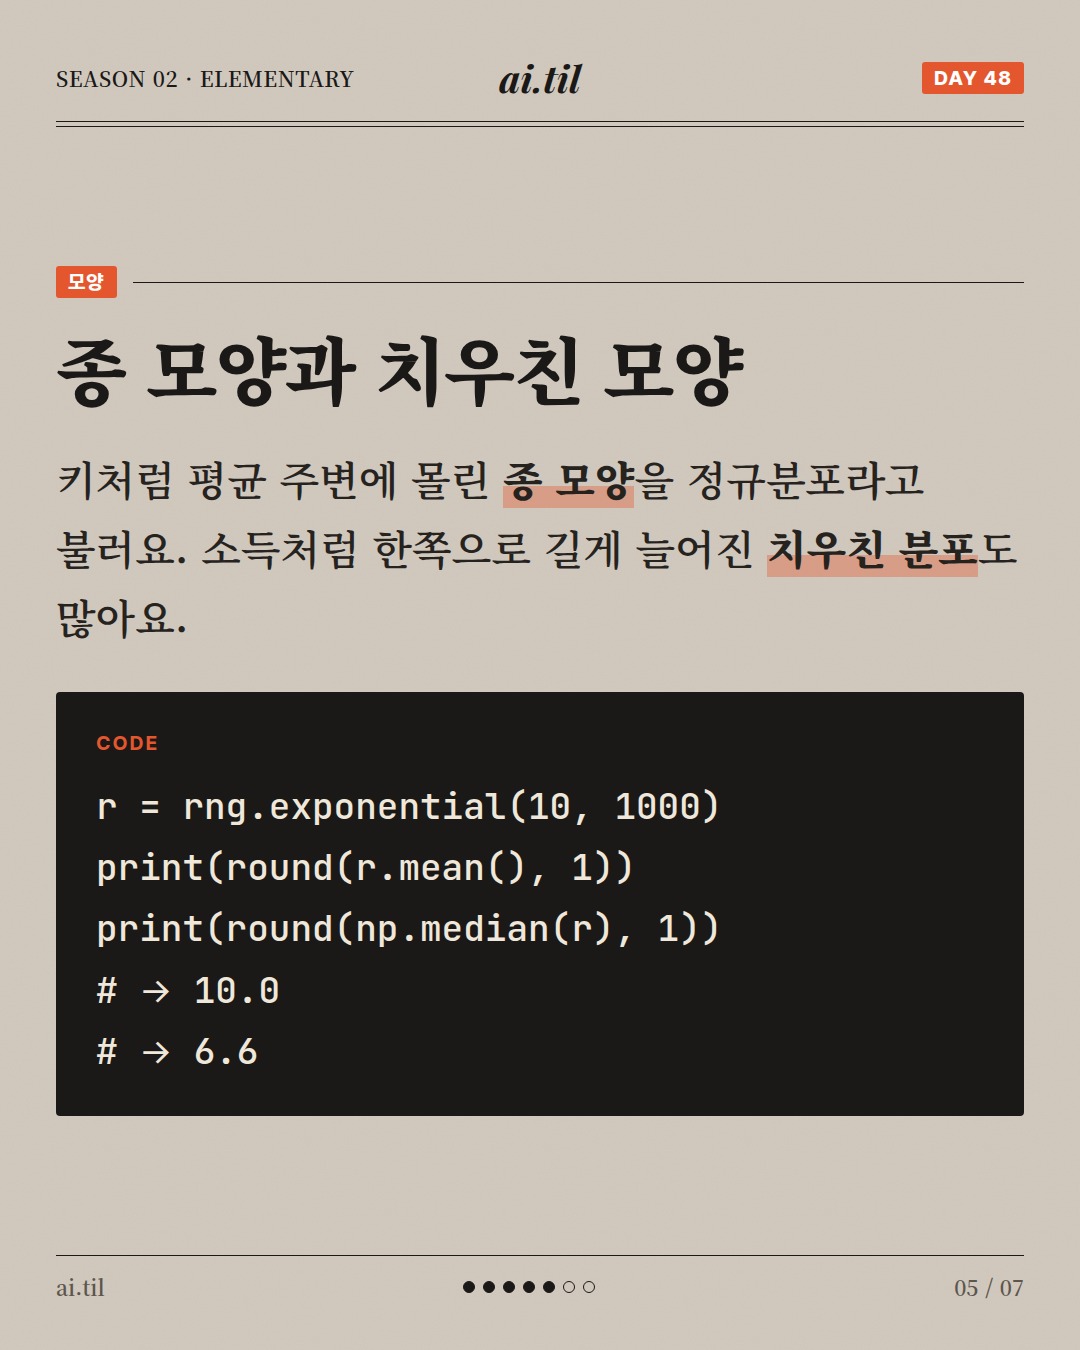 SEASON 02 · ELEMENTARY
ai.til
DAY 48
모양
종 모양과 치우친 모양
키처럼 평균 주변에 몰린 종 모양을 정규분포라고
불러요. 소득처럼 한쪽으로 길게 늘어진 치우친 분포도
많아요.
CODE
r = rng.exponential(10, 1000)
print(round(r.mean(), 1))
print(round(np.median(r), 1))
# → 10.0
# → 6.6
ai.til
05 / 07